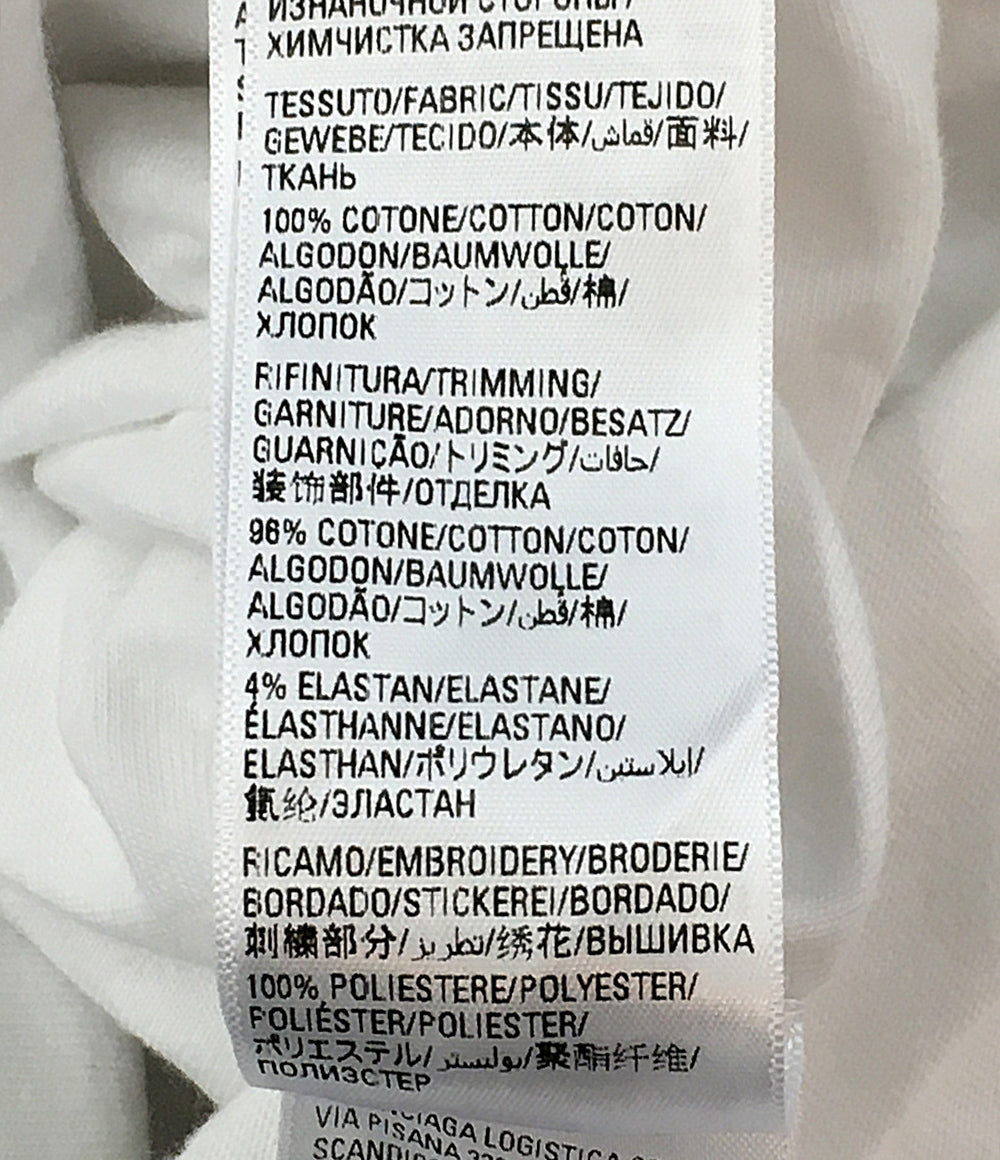 ИЗНАНОЧНОЙ СТОРОНЫ/
ХИМЧИСТКА ЗАПРЕЩЕНА
TESSUTO/FABRIC/TISSU/TEJIDO/
GEWEBE/TECIDO/本体/قماش/面料/
ТКАНЬ
100% COTONE/COTTON/COTON/
ALGODON/BAUMWOLLE/
ALGODÃO/コットン/قطن/棉/
ХЛОПОК
RIFINITURA/TRIMMING/
GARNITURE/ADORNO/BESATZ/
GUARNIÇÃO/トリミング/حافات/
装饰部件/ОТДЕЛКА
96% COTONE/COTTON/COTON/
ALGODON/BAUMWOLLE/
ALGODÃO/コットン/قطن/棉/
ХЛОПОК
4% ELASTAN/ELASTANE/
ÉLASTHANNE/ELASTANO/
ELASTHAN/ポリウレタン/ايلاستين/
氨纶/ЭЛАСТАН
RICAMO/EMBROIDERY/BRODERIE/
BORDADO/STICKEREI/BORDADO/
刺繍部分/تطريز/绣花/ВЫШИВКА
100% POLIESTERE/POLYESTER/
POLIÉSTER/POLIESTER/
ポリエステル/بوليستر/聚酯纤维/
ПОЛИЭСТЕР
LOGISTICA
VIA PISANA